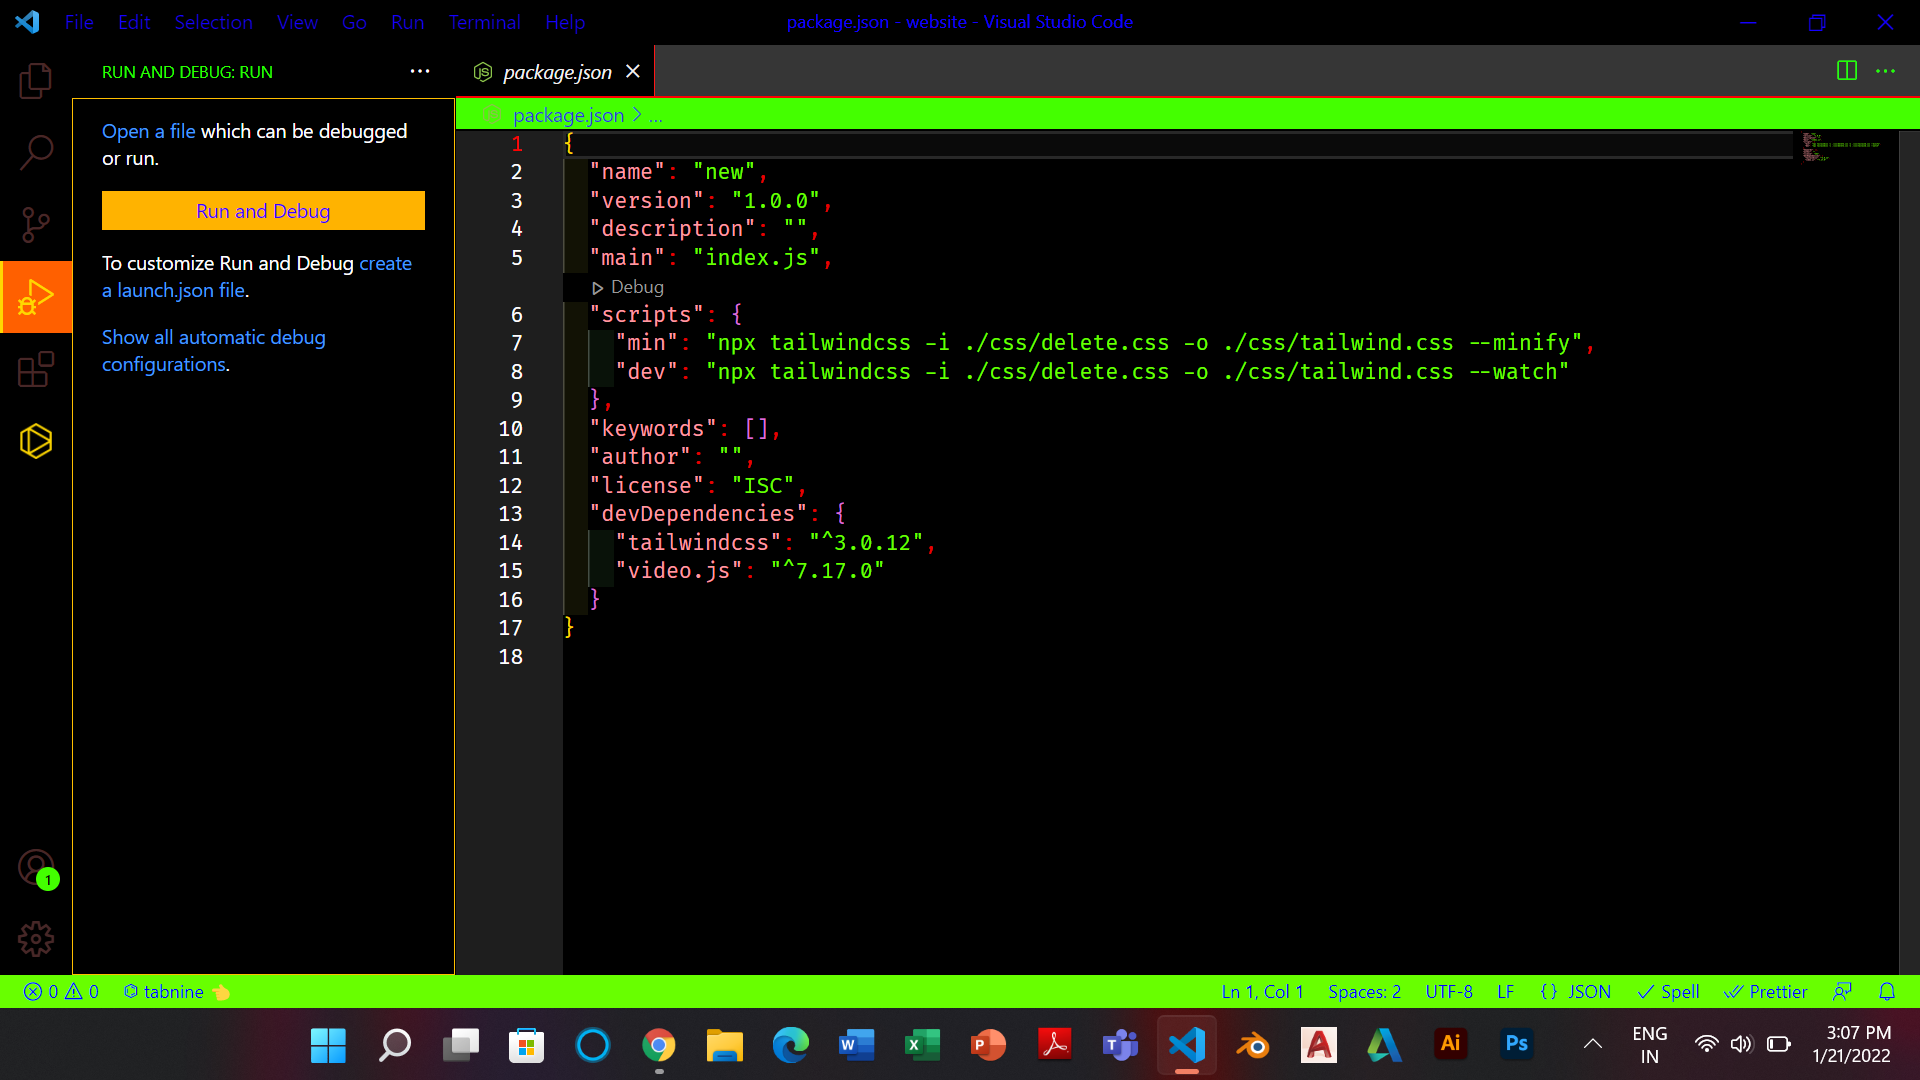 File Edit Selection View Go Run Terminal Help
package.json - website - Visual Studio Code
RUN AND DEBUG: RUN
Open a file which can be debugged
or run.
Run and Debug
To customize Run and Debug create
a launch.json file.
Show all automatic debug
configurations.
1
package.json
package.json > ...
1 {
2 "name": "new",
3 "version": "1.0.0",
4 "description": "",
5 "main": "index.js",
Debug
6 "scripts": {
7 "min": "npx tailwindcss -i ./css/delete.css -o ./css/tailwind.css --minify",
8 "dev": "npx tailwindcss -i ./css/delete.css -o ./css/tailwind.css --watch"
9 },
10 "keywords": [],
11 "author": "",
12 "license": "ISC",
13 "devDependencies": {
14 "tailwindcss": "^3.0.12",
15 "video.js": "^7.17.0"
16 }
17 }
18
0 0 tabnine
Ln 1, Col 1 Spaces: 2 UTF-8 LF {} JSON Spell Prettier
ENG
IN
3:07 PM
1/21/2022